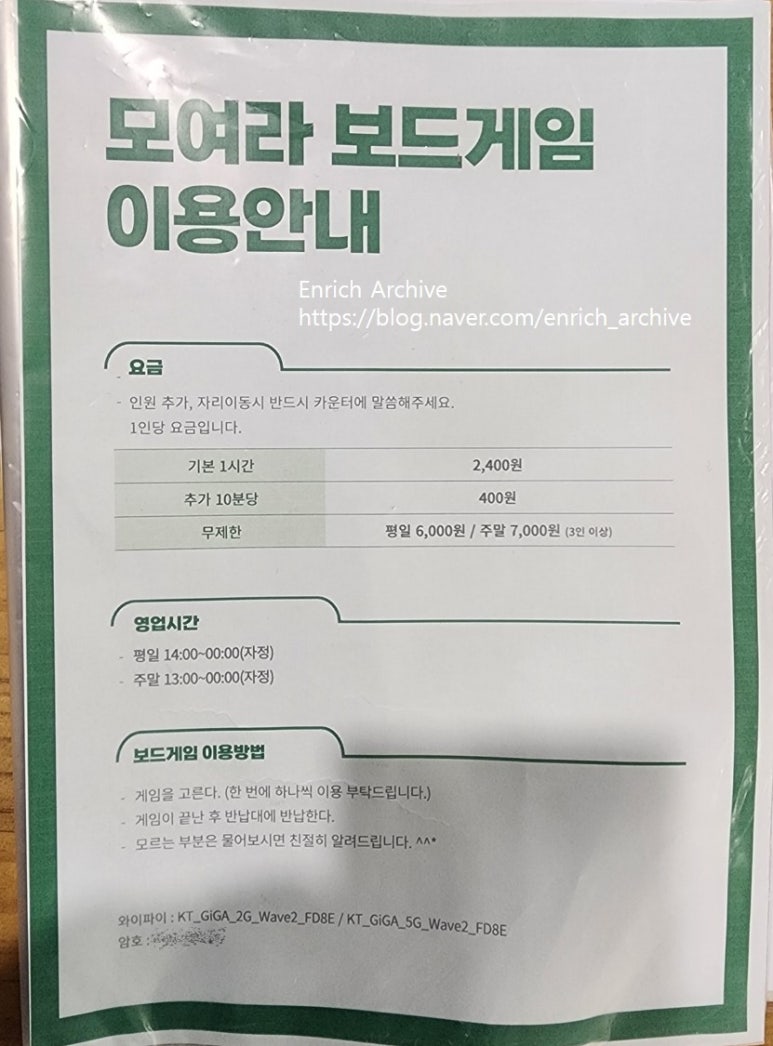 모여라 보드게임
이용안내
Enrich Archive
https://blog.naver.com/enrich_archive
요금
- 인원 추가, 자리이동시 반드시 카운터에 말씀해주세요.
1인당 요금입니다.
기본 1시간 2,400원
추가 10분당 400원
무제한 평일 6,000원 / 주말 7,000원 (3인 이상)
영업시간
- 평일 14:00~00:00(자정)
- 주말 13:00~00:00(자정)
보드게임 이용방법
- 게임을 고른다. (한 번에 하나씩 이용 부탁드립니다.)
- 게임이 끝난 후 반납대에 반납한다.
- 모르는 부분은 물어보시면 친절히 알려드립니다. ^^*
와이파이 : KT_GiGA_2G_Wave2_FD8E / KT_GiGA_5G_Wave2_FD8E
암호 :